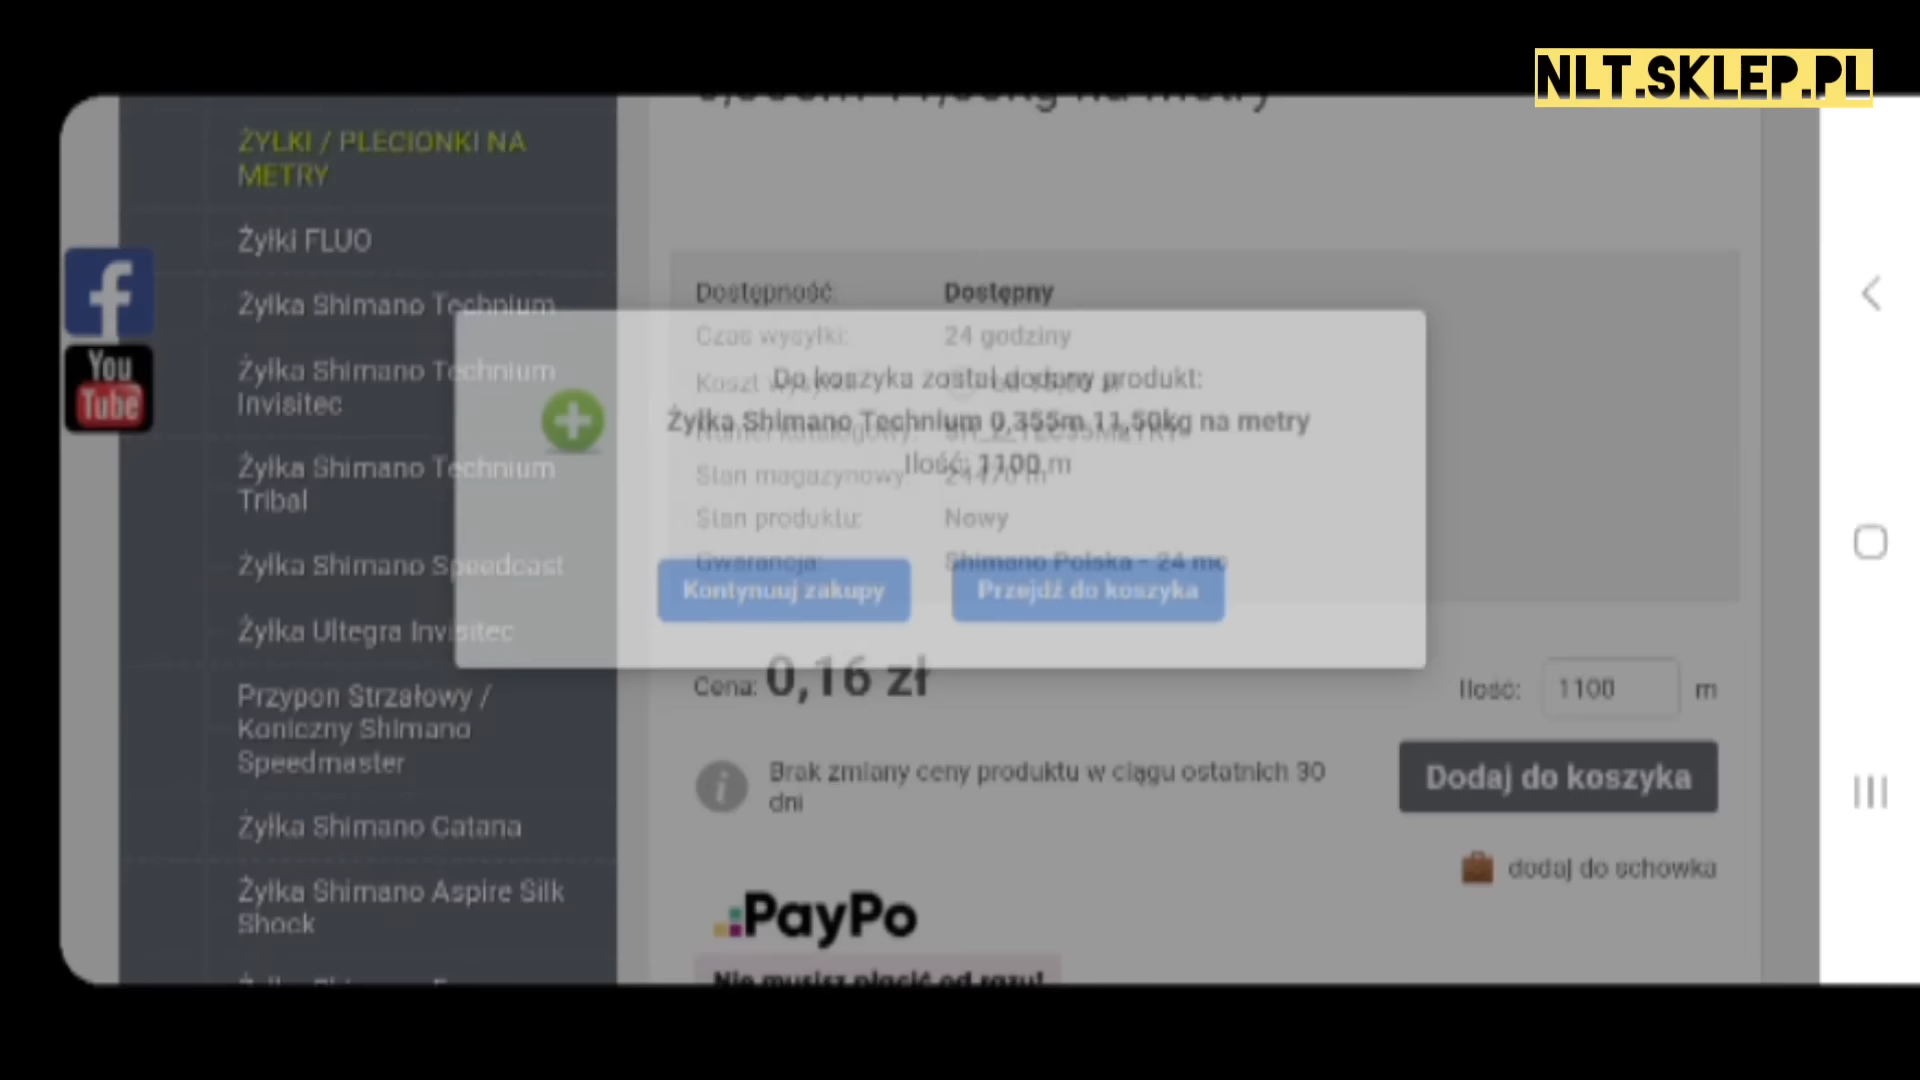 NLT.SKLEP.PL
ŻYŁKI / PLECIONKI NA
METRY
Żyłki FLUO
Żyłka Shimano Technium
Żyłka Shimano Technium
Invisitec
Żyłka Shimano Technium
Tribal
Żyłka Shimano Speedcast
Żyłka Ultegra Invisitec
Przypon Strzałowy /
Koniczny Shimano
Speedmaster
Żyłka Shimano Catana
Żyłka Shimano Aspire Silk
Shock
You
Tube
na metry
Dostępność: Dostępny
Czas wysyłki: 24 godziny
Koszt
Do koszyka został dodany produkt:
Żyłka Shimano Technium 0,355m 11,50kg na metry
Ilość: 1100 m
Stan magazynowy:
Stan produktu: Nowy
Gwarancja: Shimano Polska - 24 mc
Kontynuuj zakupy
Przejdź do koszyka
Cena: 0,16 zł
Ilość: 1100 m
Brak zmiany ceny produktu w ciągu ostatnich 30
dni
Dodaj do koszyka
dodaj do schowka
PayPo
Nie musisz płacić od razu!